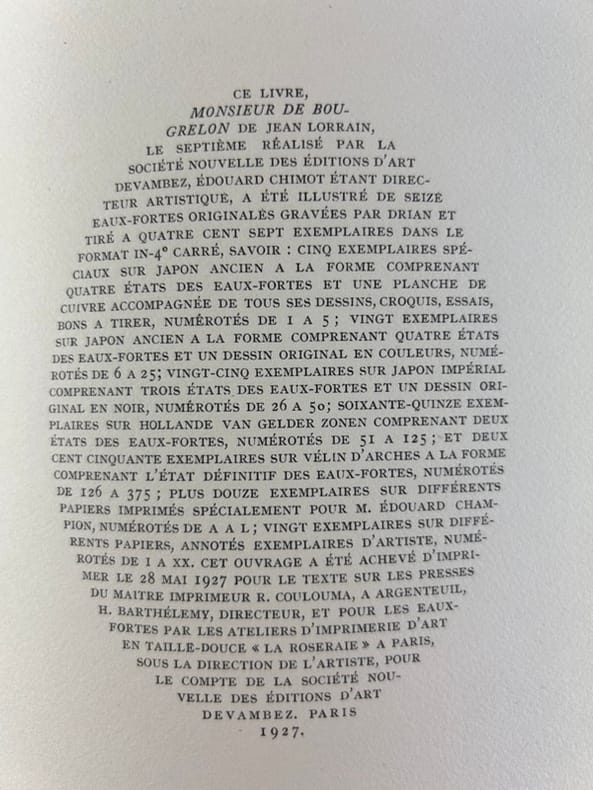 CE LIVRE,
MONSIEUR DE BOU-
GRELON DE JEAN LORRAIN,
LE SEPTIÈME RÉALISÉ PAR LA
SOCIÉTÉ NOUVELLE DES ÉDITIONS D'ART
DEVAMBEZ, ÉDOUARD CHIMOT ÉTANT DIREC-
TEUR ARTISTIQUE, A ÉTÉ ILLUSTRÉ DE SEIZE
EAUX-FORTES ORIGINALES GRAVÉES PAR DRIAN ET
TIRÉ A QUATRE CENT SEPT EXEMPLAIRES DANS LE
FORMAT IN-4° CARRÉ, SAVOIR : CINQ EXEMPLAIRES SPÉ-
CIAUX SUR JAPON ANCIEN A LA FORME COMPRENANT
QUATRE ÉTATS DES EAUX-FORTES ET UNE PLANCHE DE
CUIVRE ACCOMPAGNÉE DE TOUS SES DESSINS, CROQUIS, ESSAIS,
BONS A TIRER, NUMÉROTÉS DE 1 A 5 ; VINGT EXEMPLAIRES
SUR JAPON ANCIEN A LA FORME COMPRENANT QUATRE ÉTATS
DES EAUX-FORTES ET UN DESSIN ORIGINAL EN COULEURS, NUMÉ-
ROTÉS DE 6 A 25; VINGT-CINQ EXEMPLAIRES SUR JAPON IMPÉRIAL
COMPRENANT TROIS ÉTATS DES EAUX-FORTES ET UN DESSIN ORI-
GINAL EN NOIR, NUMÉROTÉS DE 26 A 50; SOIXANTE-QUINZE EXEM-
PLAIRES SUR HOLLANDE VAN GELDER ZONEN COMPRENANT DEUX
ÉTATS DES EAUX-FORTES, NUMÉROTÉS DE 51 A 125 ; ET DEUX
CENT CINQUANTE EXEMPLAIRES SUR VÉLIN D'ARCHES A LA FORME
COMPRENANT L'ÉTAT DÉFINITIF DES EAUX-FORTES, NUMÉROTÉS
DE 126 A 375 ; PLUS DOUZE EXEMPLAIRES SUR DIFFÉRENTS
PAPIERS IMPRIMÉS SPÉCIALEMENT POUR M. ÉDOUARD CHAM-
PION, NUMÉROTÉS DE A A L ; VINGT EXEMPLAIRES SUR DIFFÉ-
RENTS PAPIERS, ANNOTÉS EXEMPLAIRES D'ARTISTE, NUMÉ-
ROTÉS DE I A XX. CET OUVRAGE A ÉTÉ ACHEVÉ D'IMPRI-
MER LE 28 MAI 1927 POUR LE TEXTE SUR LES PRESSES
DU MAITRE IMPRIMEUR R. COULOUMA, A ARGENTEUIL,
H. BARTHÉLEMY, DIRECTEUR, ET POUR LES EAUX-
FORTES PAR LES ATELIERS D'IMPRIMERIE D'ART
EN TAILLE-DOUCE « LA ROSERAIE » A PARIS,
SOUS LA DIRECTION DE L'ARTISTE, POUR
LE COMPTE DE LA SOCIÉTÉ NOU-
VELLE DES ÉDITIONS D'ART
DEVAMBEZ. PARIS
1927.